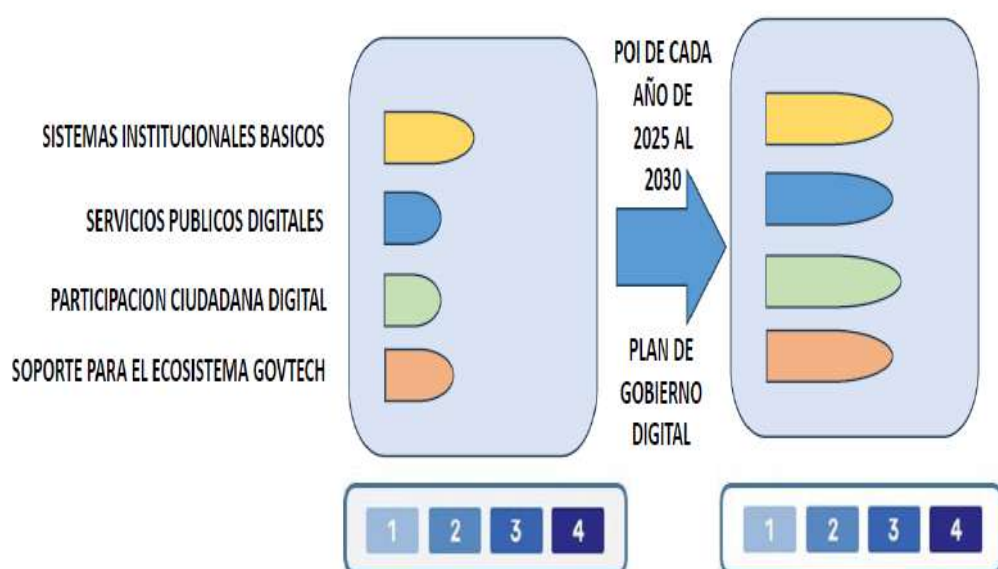 SISTEMAS INSTITUCIONALES BASICOS
SERVICIOS PUBLICOS DIGITALES
PARTICIPACION CIUDADANA DIGITAL
SOPORTE PARA EL ECOSISTEMA GOVTECH
POI DE CADA
AÑO DE
2025 AL
2030
PLAN DE
GOBIERNO
DIGITAL
1 2 3 4
1 2 3 4